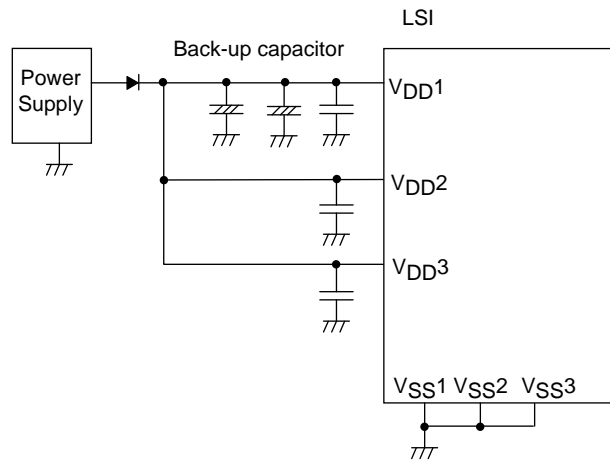 LSI
Back-up capacitor
Power
Supply
VDD1
VDD2
VDD3
VSS1 VSS2 VSS3